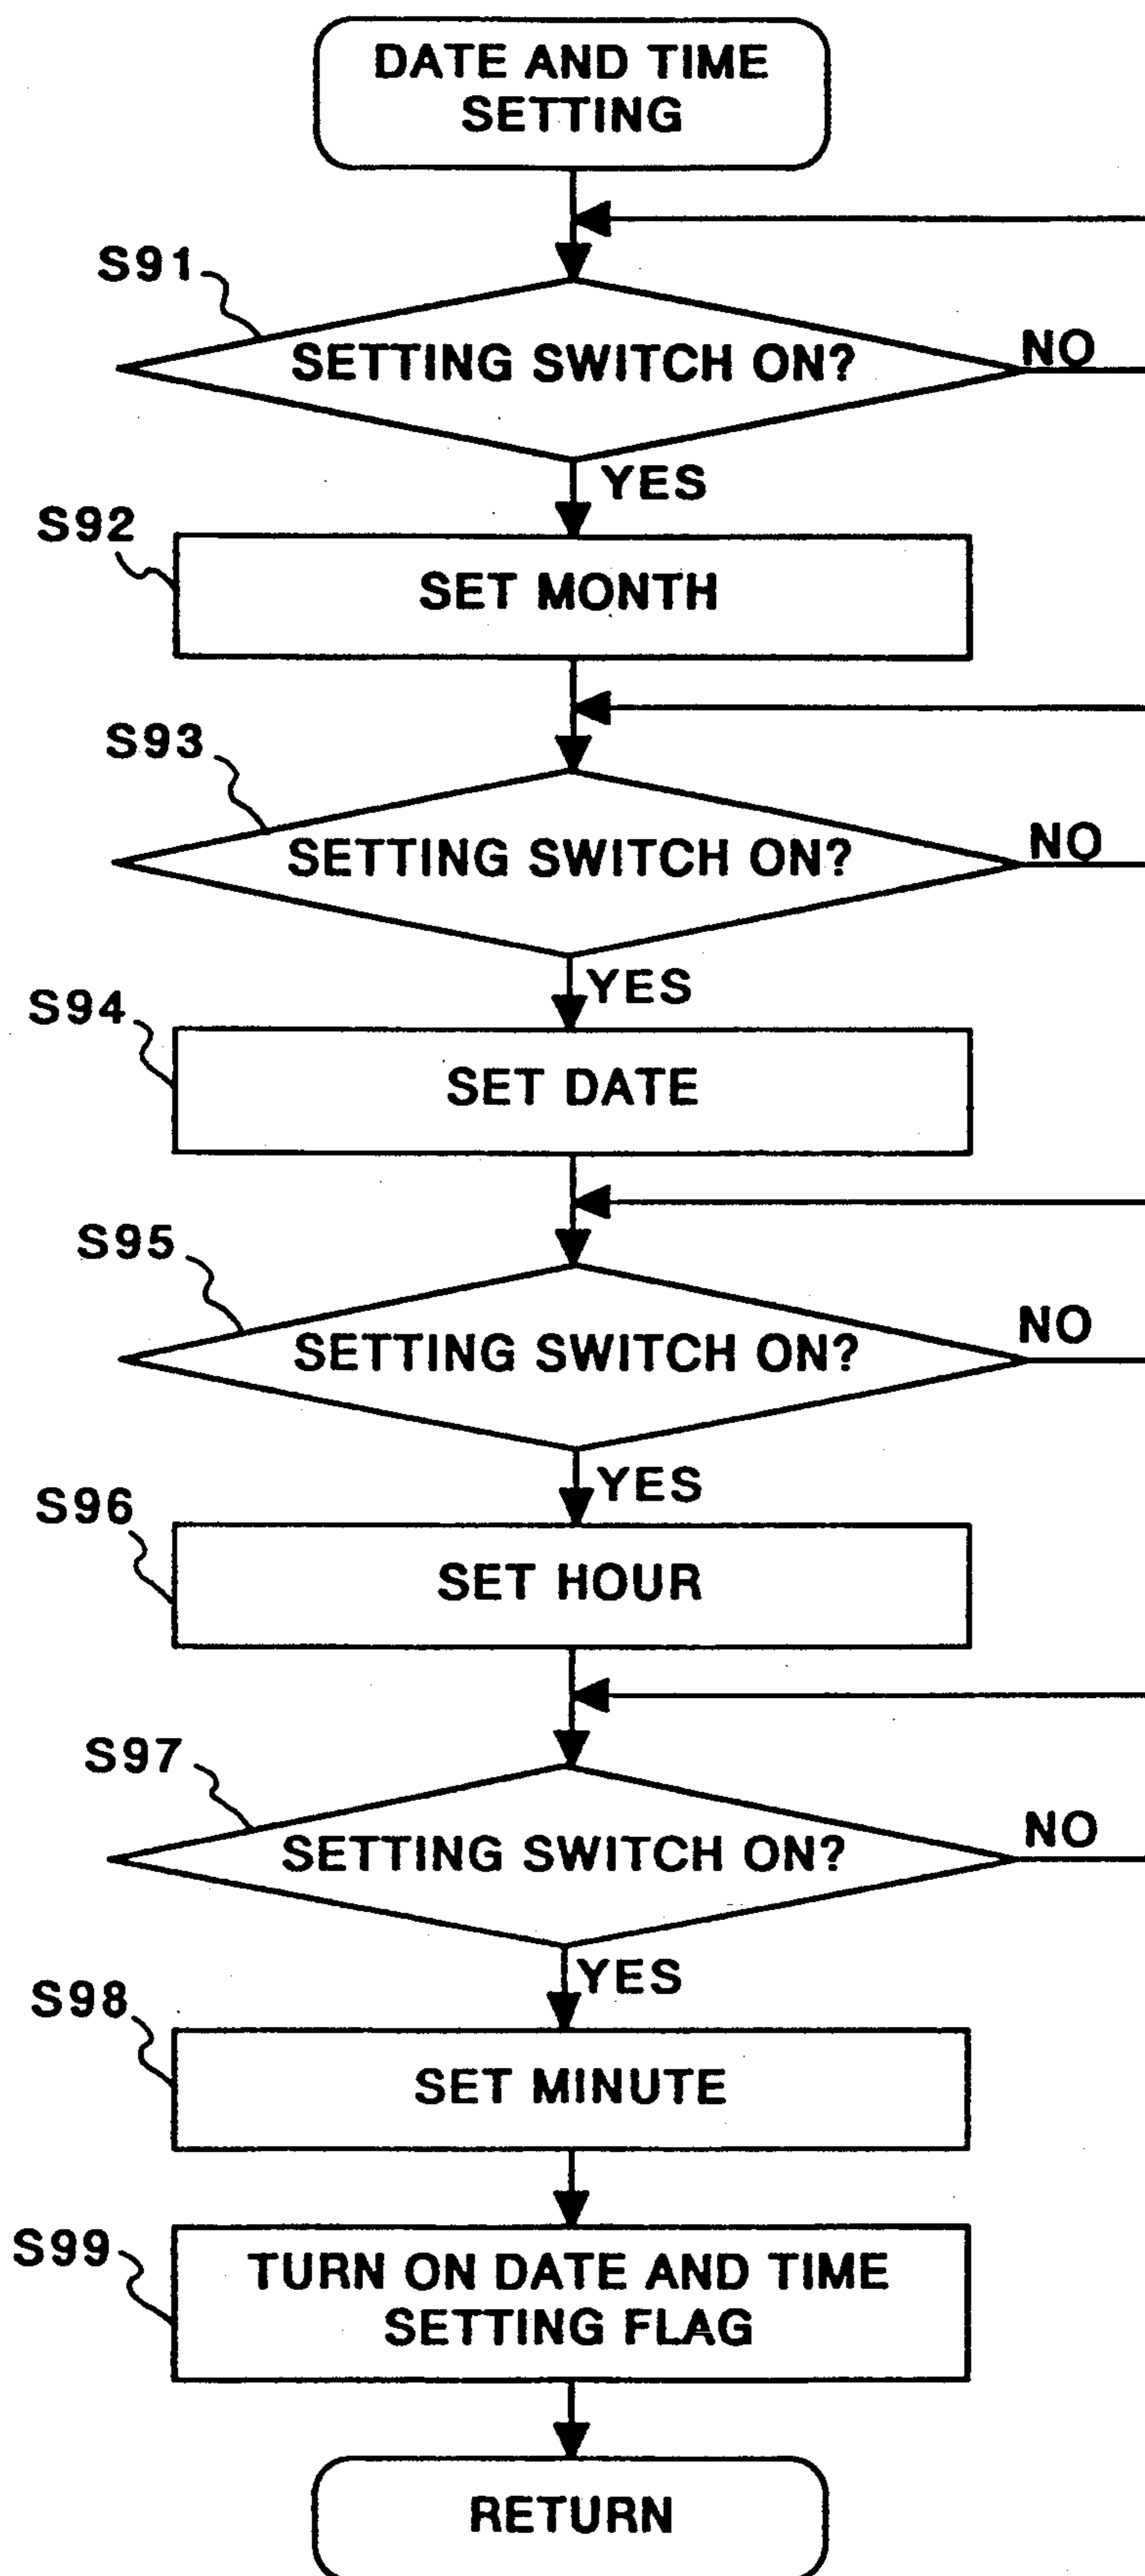 DATE AND TIME
SETTING
S91
SETTING SWITCH ON?
NO
YES
S92
SET MONTH
S93
SETTING SWITCH ON?
NO
YES
S94
SET DATE
S95
SETTING SWITCH ON?
NO
YES
S96
SET HOUR
S97
SETTING SWITCH ON?
NO
YES
S98
SET MINUTE
S99
TURN ON DATE AND TIME
SETTING FLAG
RETURN